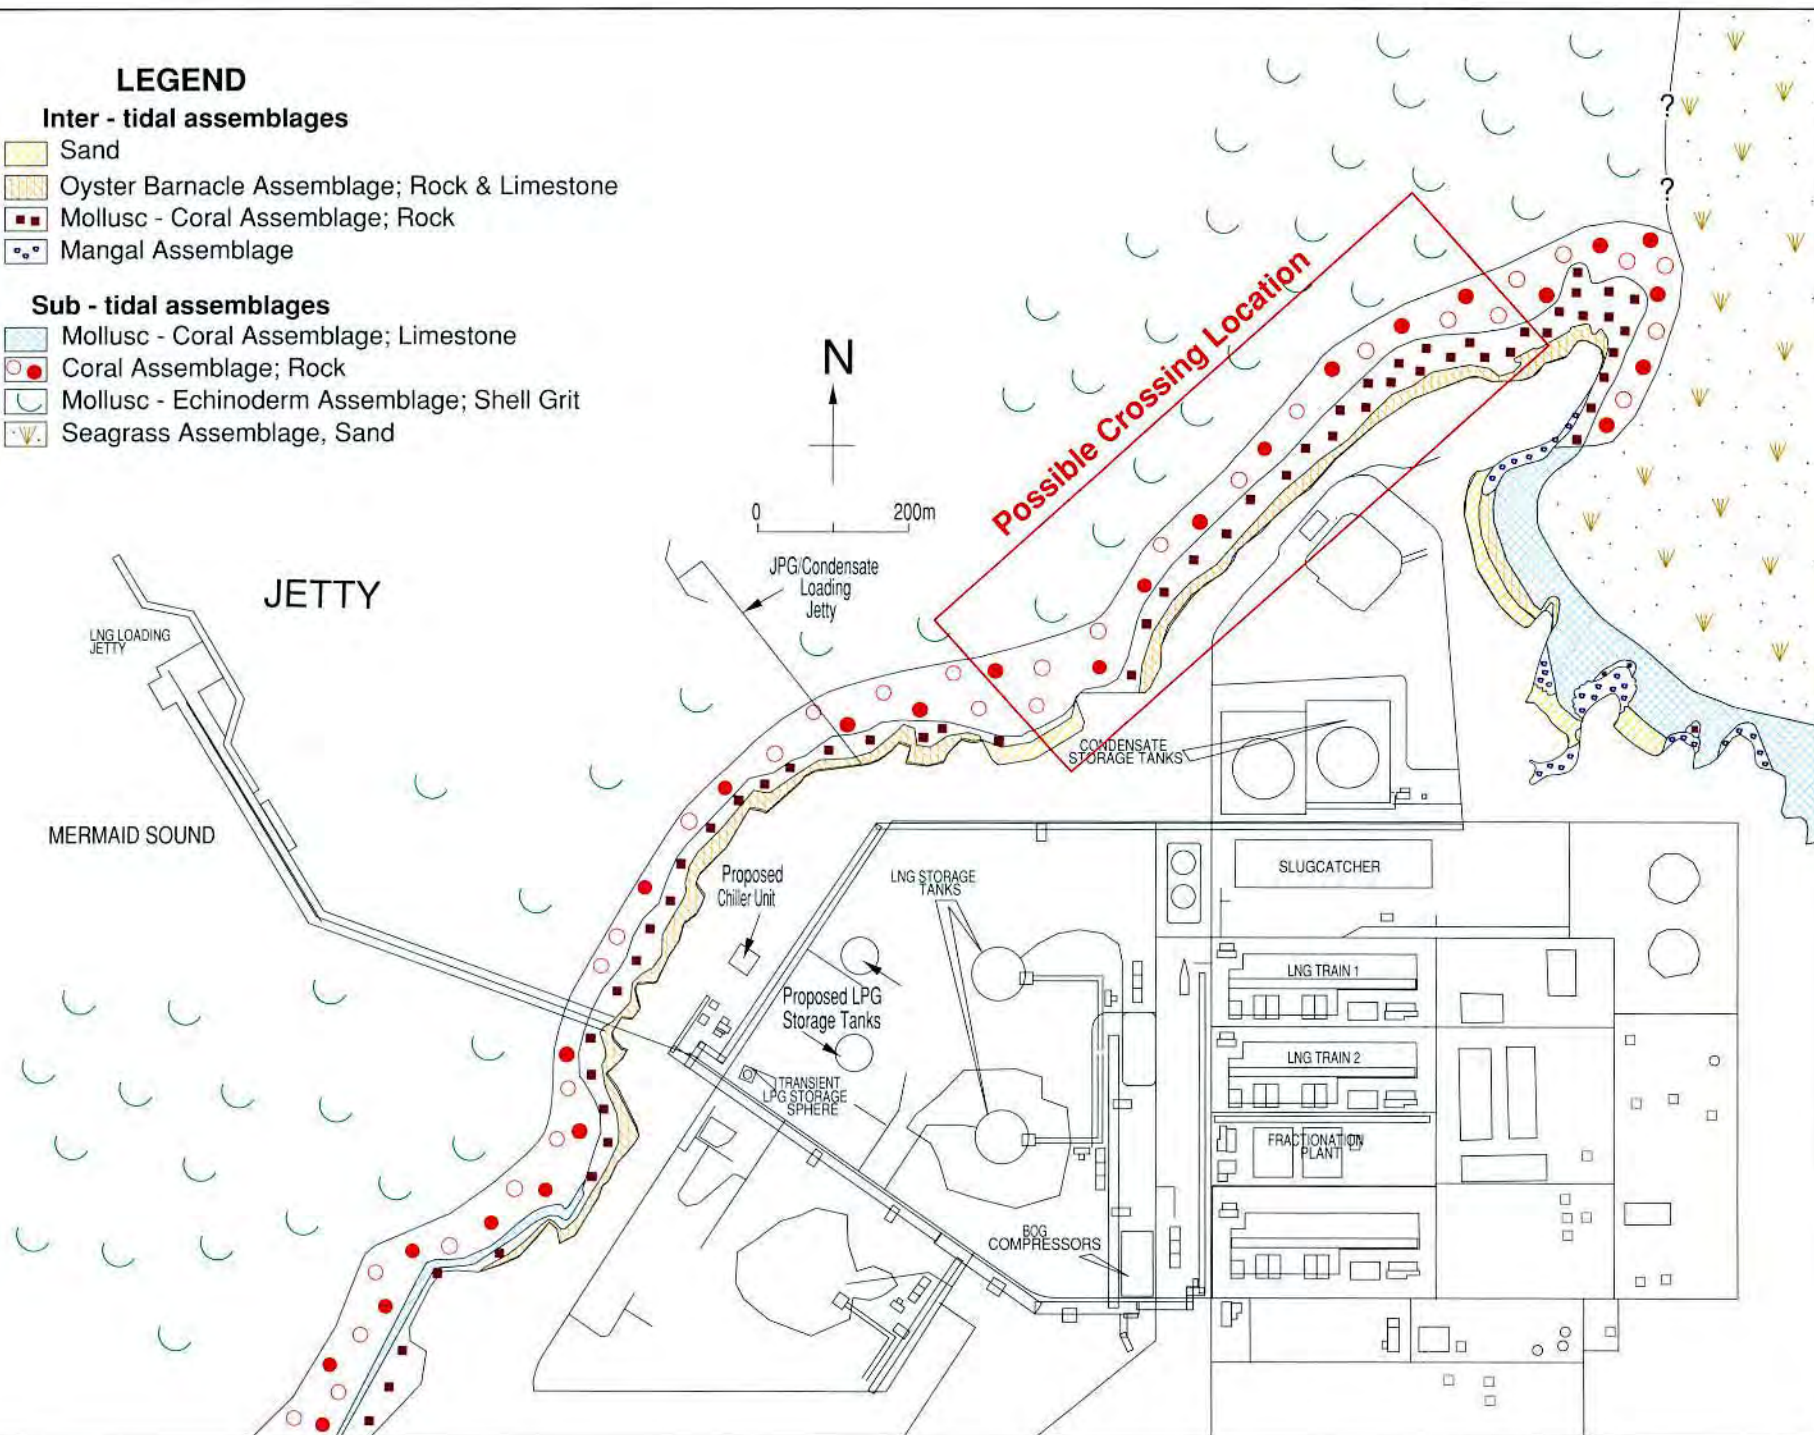 LEGEND
Inter - tidal assemblages
Sand
Oyster Barnacle Assemblage; Rock & Limestone
Mollusc - Coral Assemblage; Rock
Mangal Assemblage
Sub - tidal assemblages
Mollusc - Coral Assemblage; Limestone
Coral Assemblage; Rock
Mollusc - Echinoderm Assemblage; Shell Grit
Seagrass Assemblage, Sand
?
?
Possible Crossing Location
N
0 200m
JPG/Condensate
Loading
Jetty
JETTY
LNG LOADING
JETTY
MERMAID SOUND
CONDENSATE
STORAGE TANKS
Proposed
Chiller Unit
LNG STORAGE
TANKS
SLUGCATCHER
LNG TRAIN 1
Proposed LPG
Storage Tanks
LNG TRAIN 2
TRANSIENT
LPG STORAGE
SPHERE
FRACTIONATION
PLANT
BOG
COMPRESSORS